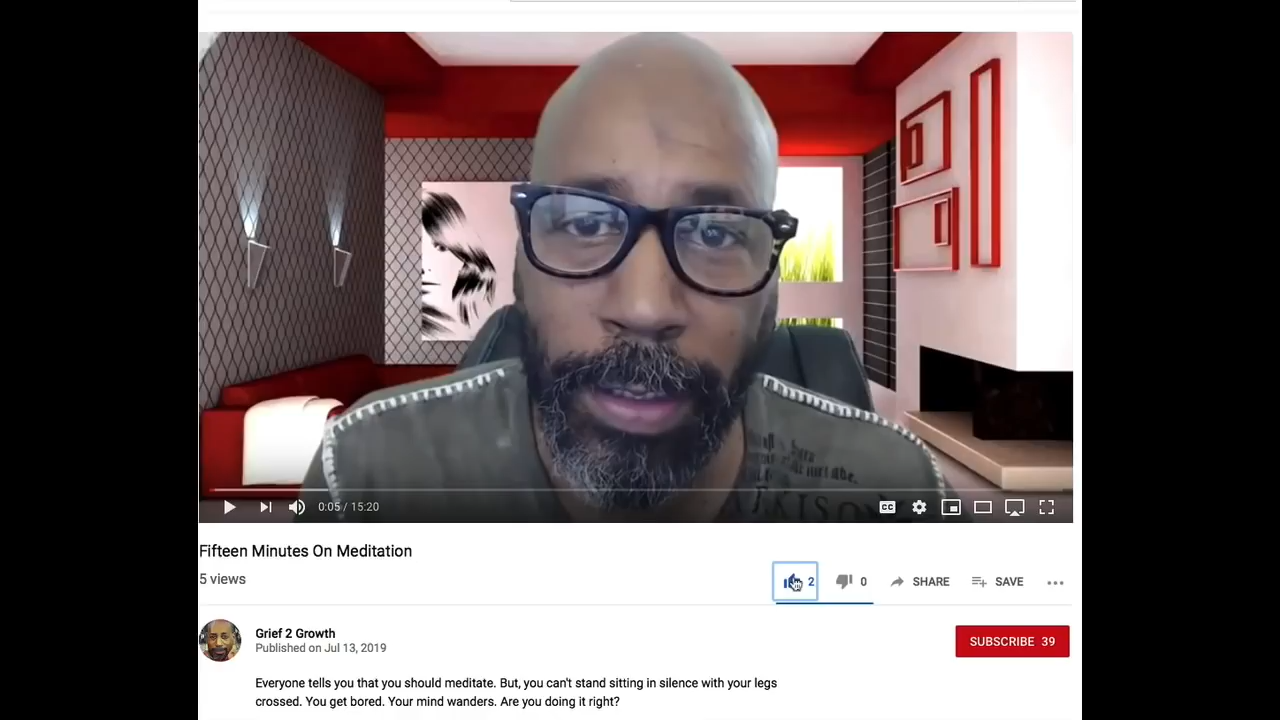 0:05 / 15:20
CC
Fifteen Minutes On Meditation
5 views
2
0
SHARE
SAVE
Grief 2 Growth
Published on Jul 13, 2019
SUBSCRIBE 39
Everyone tells you that you should meditate. But, you can't stand sitting in silence with your legs
crossed. You get bored. Your mind wanders. Are you doing it right?